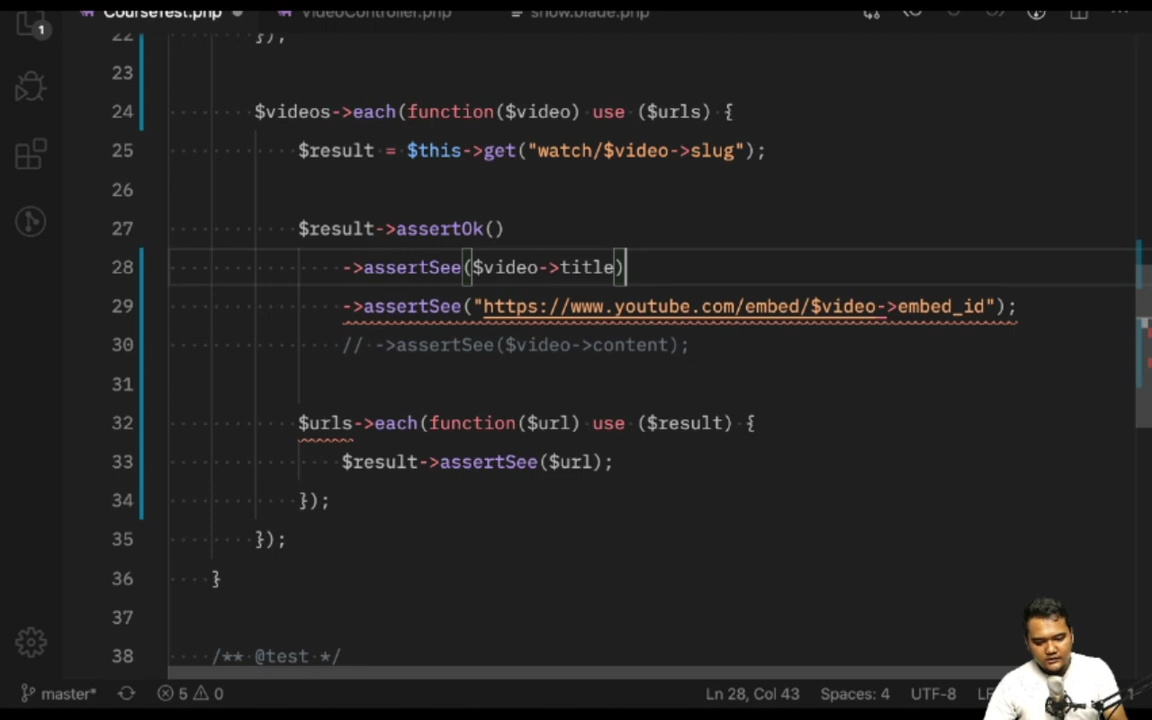 CourseTest.php VideoController.php show.blade.php
1
22 });
23
24 $videos->each(function($video) use ($urls) {
25 $result = $this->get("watch/$video->slug");
26
27 $result->assertOk()
28 ->assertSee($video->title)
29 ->assertSee("https://www.youtube.com/embed/$video->embed_id");
30 // ->assertSee($video->content);
31
32 $urls->each(function($url) use ($result) {
33 $result->assertSee($url);
34 });
35 });
36 }
37
38 /** @test */
master* 5 0 Ln 28, Col 43 Spaces: 4 UTF-8